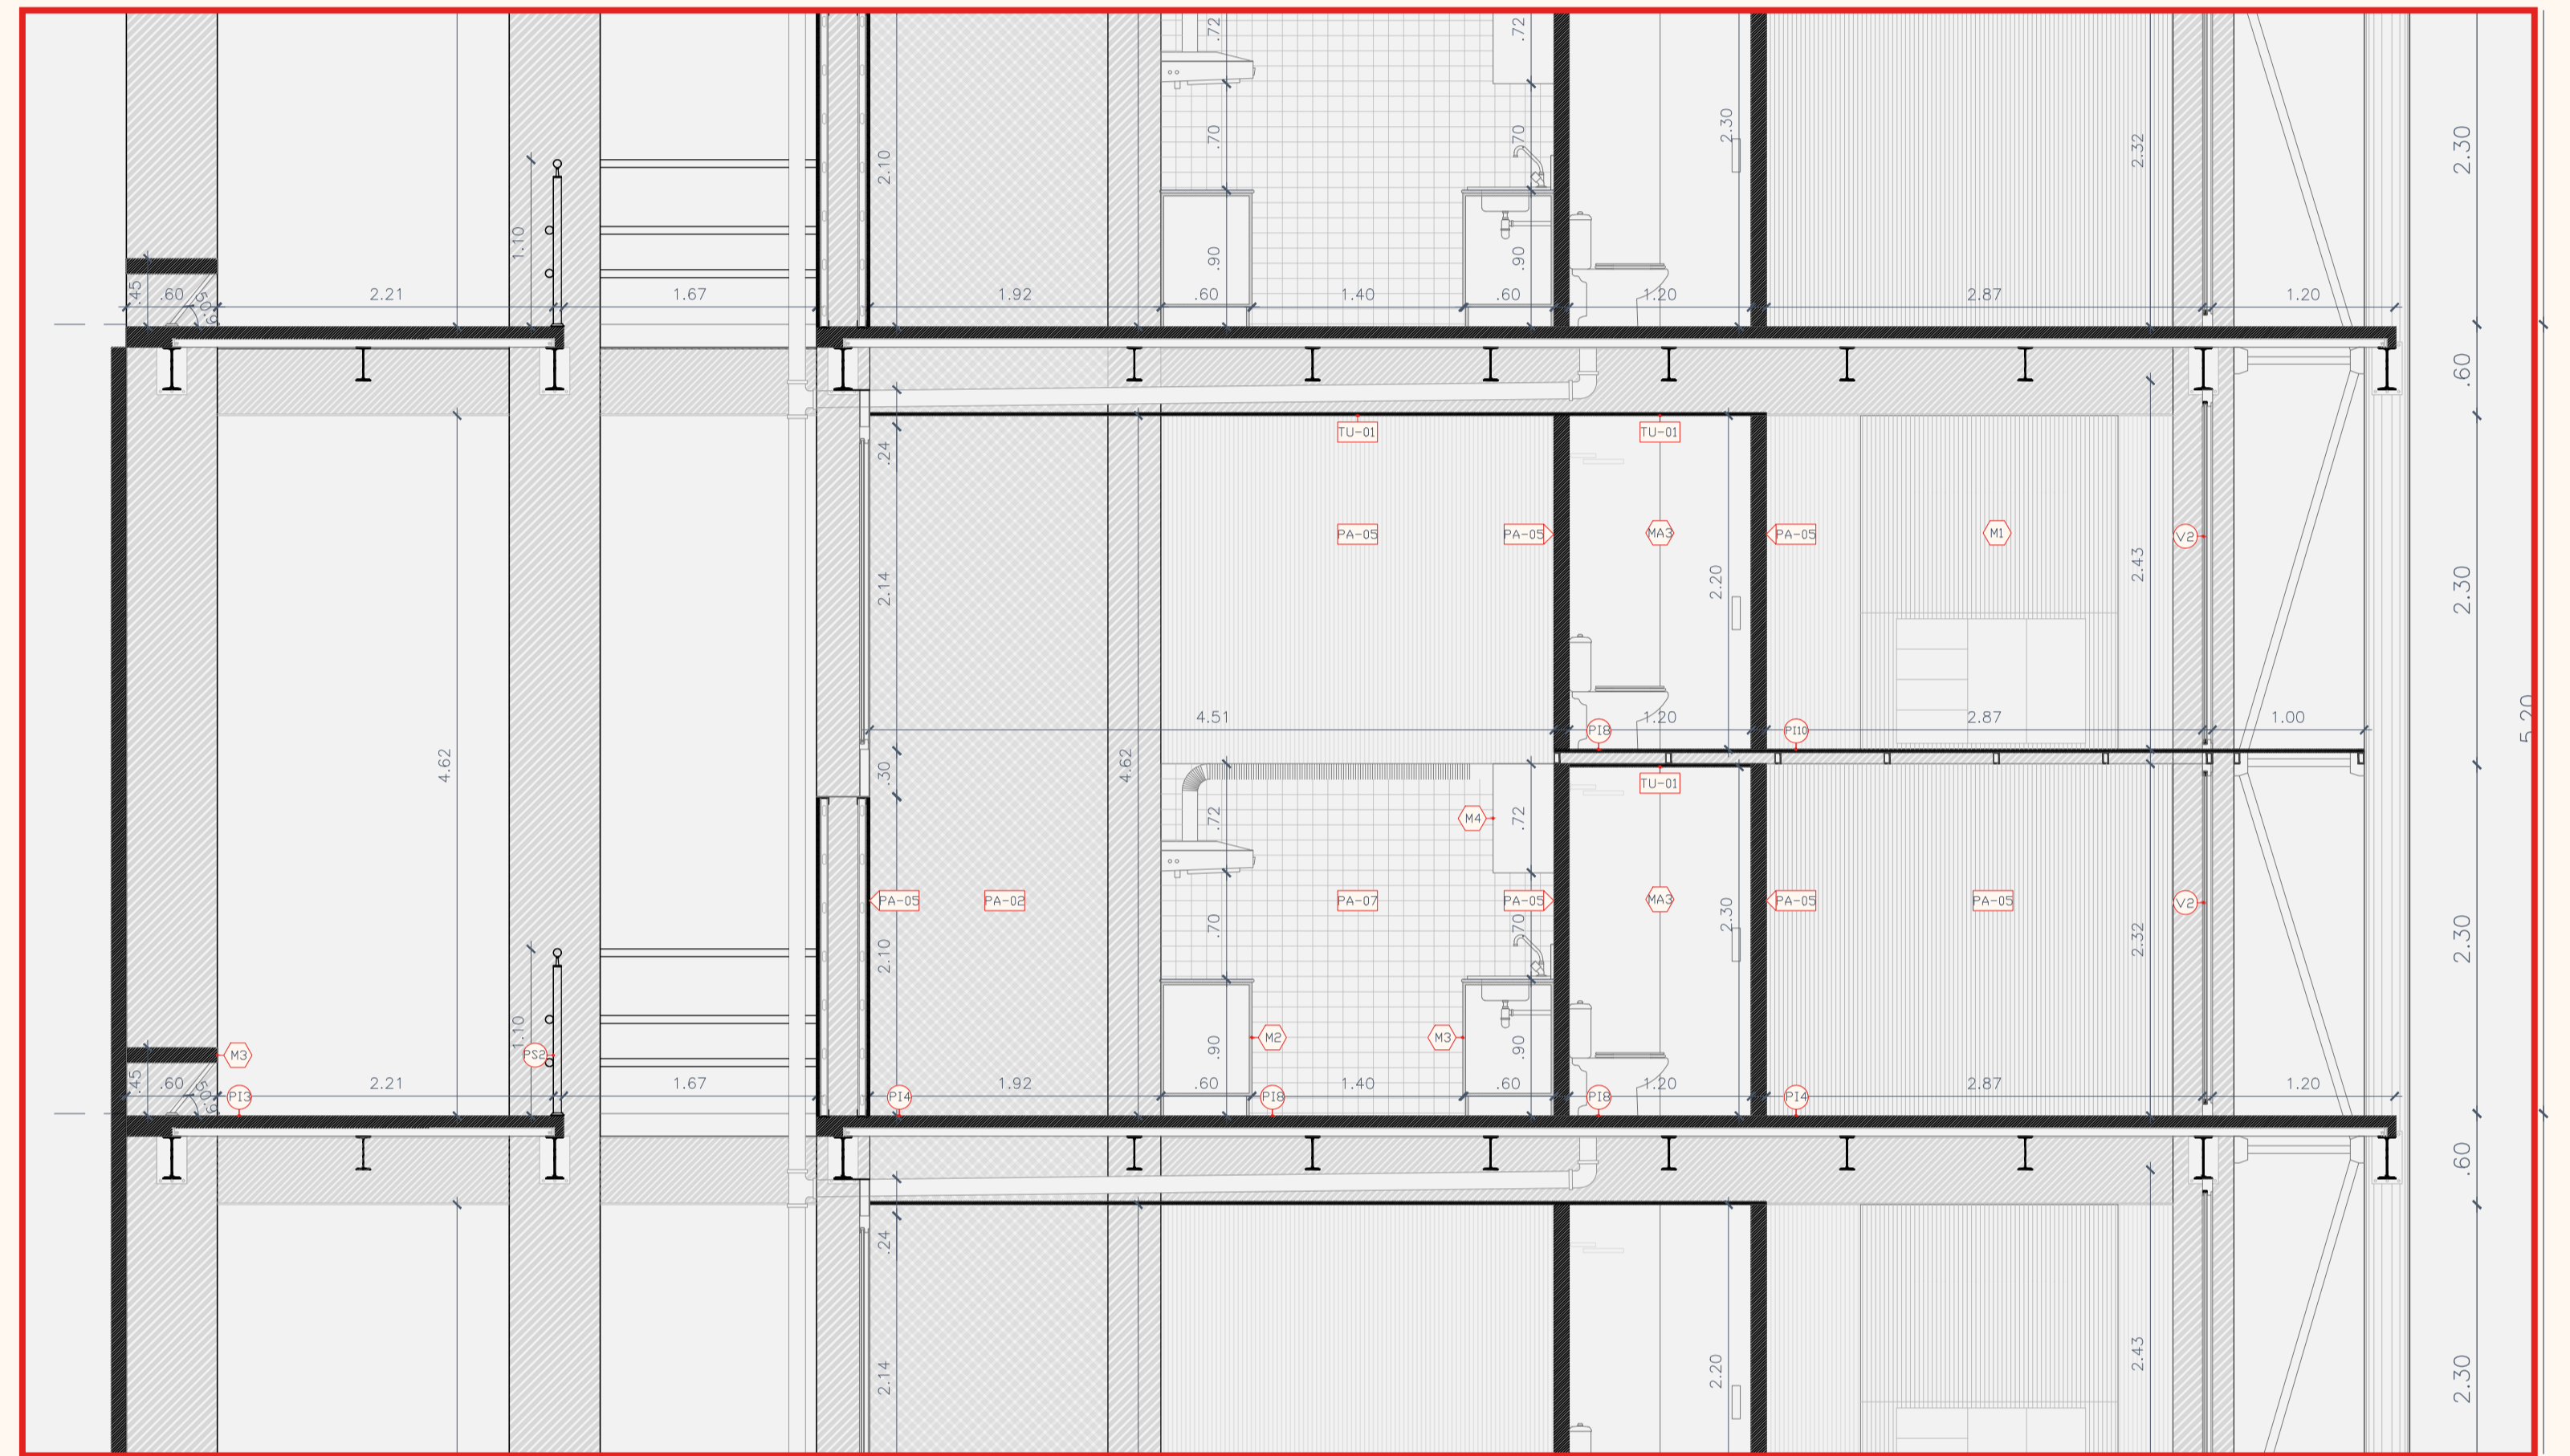 .72
.72
.70
.70
2.30
2.32
2.30
2.10
1.10
.90
.90
.45
.60
50.9
2.21
1.67
1.92
.60
1.40
.60
1.20
2.87
1.20
.60
TU-01
TU-01
.24
PA-05
PA-05
MA3
PA-05
M1
V2
2.14
2.20
2.43
2.30
4.51
1.20
2.87
1.00
PI8
PI10
5.20
4.62
4.62
.30
TU-01
.72
M4
.72
PA-05
PA-02
PA-07
PA-05
MA3
PA-05
PA-05
V2
2.10
.70
.70
2.30
2.32
2.30
1.10
M3
PS2
.90
M2
M3
.90
.45
.60
50.9
2.21
1.67
1.92
.60
1.40
.60
1.20
2.87
1.20
PI3
PI4
PI8
PI8
PI4
.60
.24
2.14
2.20
2.43
2.30